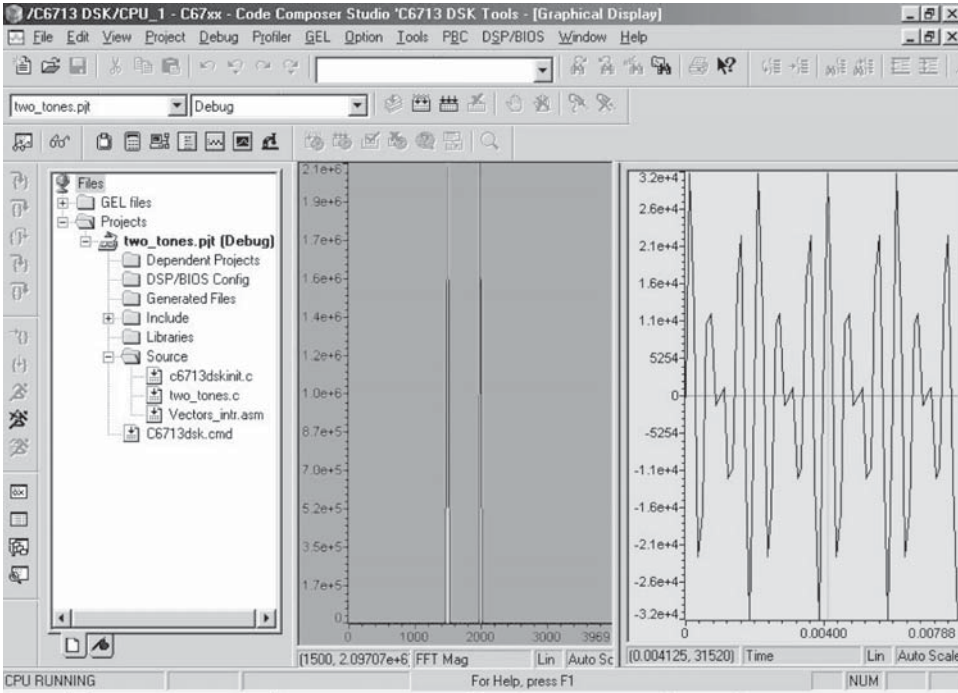 /C6713 DSK/CPU_1 - C67xx - Code Composer Studio 'C6713 DSK Tools - [Graphical Display]
File Edit View Project Debug Profiler GEL Option Tools PBC DSP/BIOS Window Help
two_tones.pjt Debug
Files
GEL files
Projects
two_tones.pjt (Debug)
Dependent Projects
DSP/BIOS Config
Generated Files
Include
Libraries
Source
c6713dskinit.c
two_tones.c
Vectors_intr.asm
C6713dsk.cmd
2.1e+6
1.9e+6
1.7e+6
1.6e+6
1.4e+6
1.2e+6
1.0e+6
8.7e+5
7.0e+5
5.2e+5
3.5e+5
1.7e+5
0
0 1000 2000 3000 3969
(1500, 2.09707e+6 FFT Mag Lin Auto Sc
3.2e+4
2.6e+4
2.1e+4
1.6e+4
1.1e+4
5254
0
-5254
-1.1e+4
-1.6e+4
-2.1e+4
-2.6e+4
-3.2e+4
0 0.00400 0.00788
(0.004125, 31520) Time Lin Auto Scale
CPU RUNNING For Help, press F1 NUM